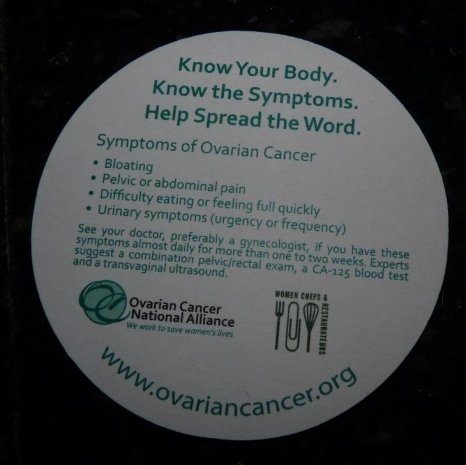 Know Your Body.
Know the Symptoms.
Help Spread the Word.
Symptoms of Ovarian Cancer
• Bloating
• Pelvic or abdominal pain
• Difficulty eating or feeling full quickly
• Urinary symptoms (urgency or frequency)
See your doctor, preferably a gynecologist, if you have these
symptoms almost daily for more than one to two weeks. Experts
suggest a combination pelvic/rectal exam, a CA-125 blood test
and a transvaginal ultrasound.
Ovarian Cancer
National Alliance
We work to save women's lives
WOMEN CHEFS &
RESTAURATEURS
www.ovariancancer.org